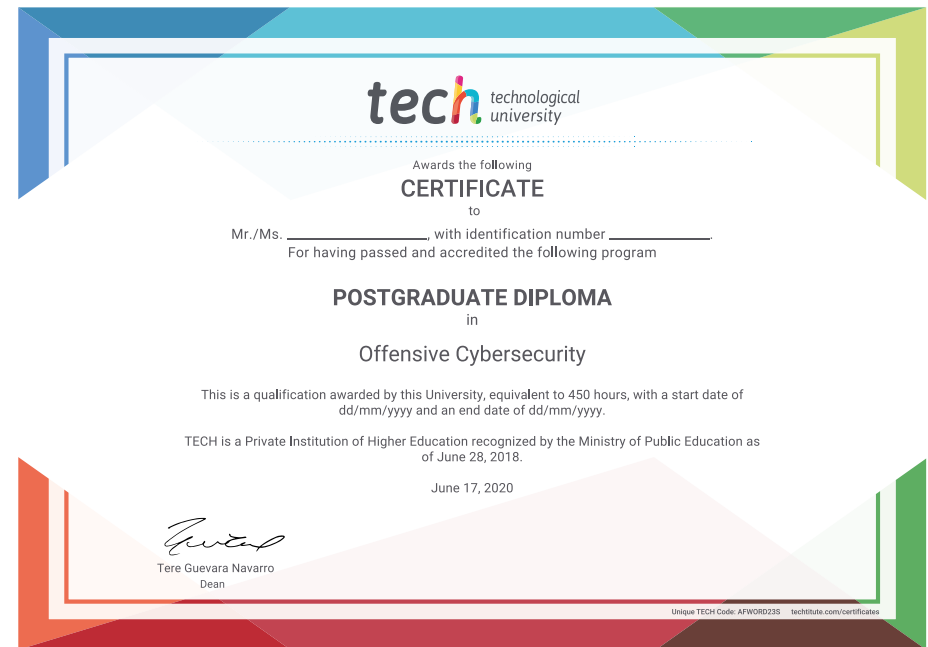 tech technological
university
Awards the following
CERTIFICATE
to
Mr./Ms. ____________________, with identification number ______________.
For having passed and accredited the following program
POSTGRADUATE DIPLOMA
in
Offensive Cybersecurity
This is a qualification awarded by this University, equivalent to 450 hours, with a start date of
dd/mm/yyyy and an end date of dd/mm/yyyy.
TECH is a Private Institution of Higher Education recognized by the Ministry of Public Education as
of June 28, 2018.
June 17, 2020
Tere Guevara Navarro
Dean
Unique TECH Code: AFWORD23S techtitute.com/certificates